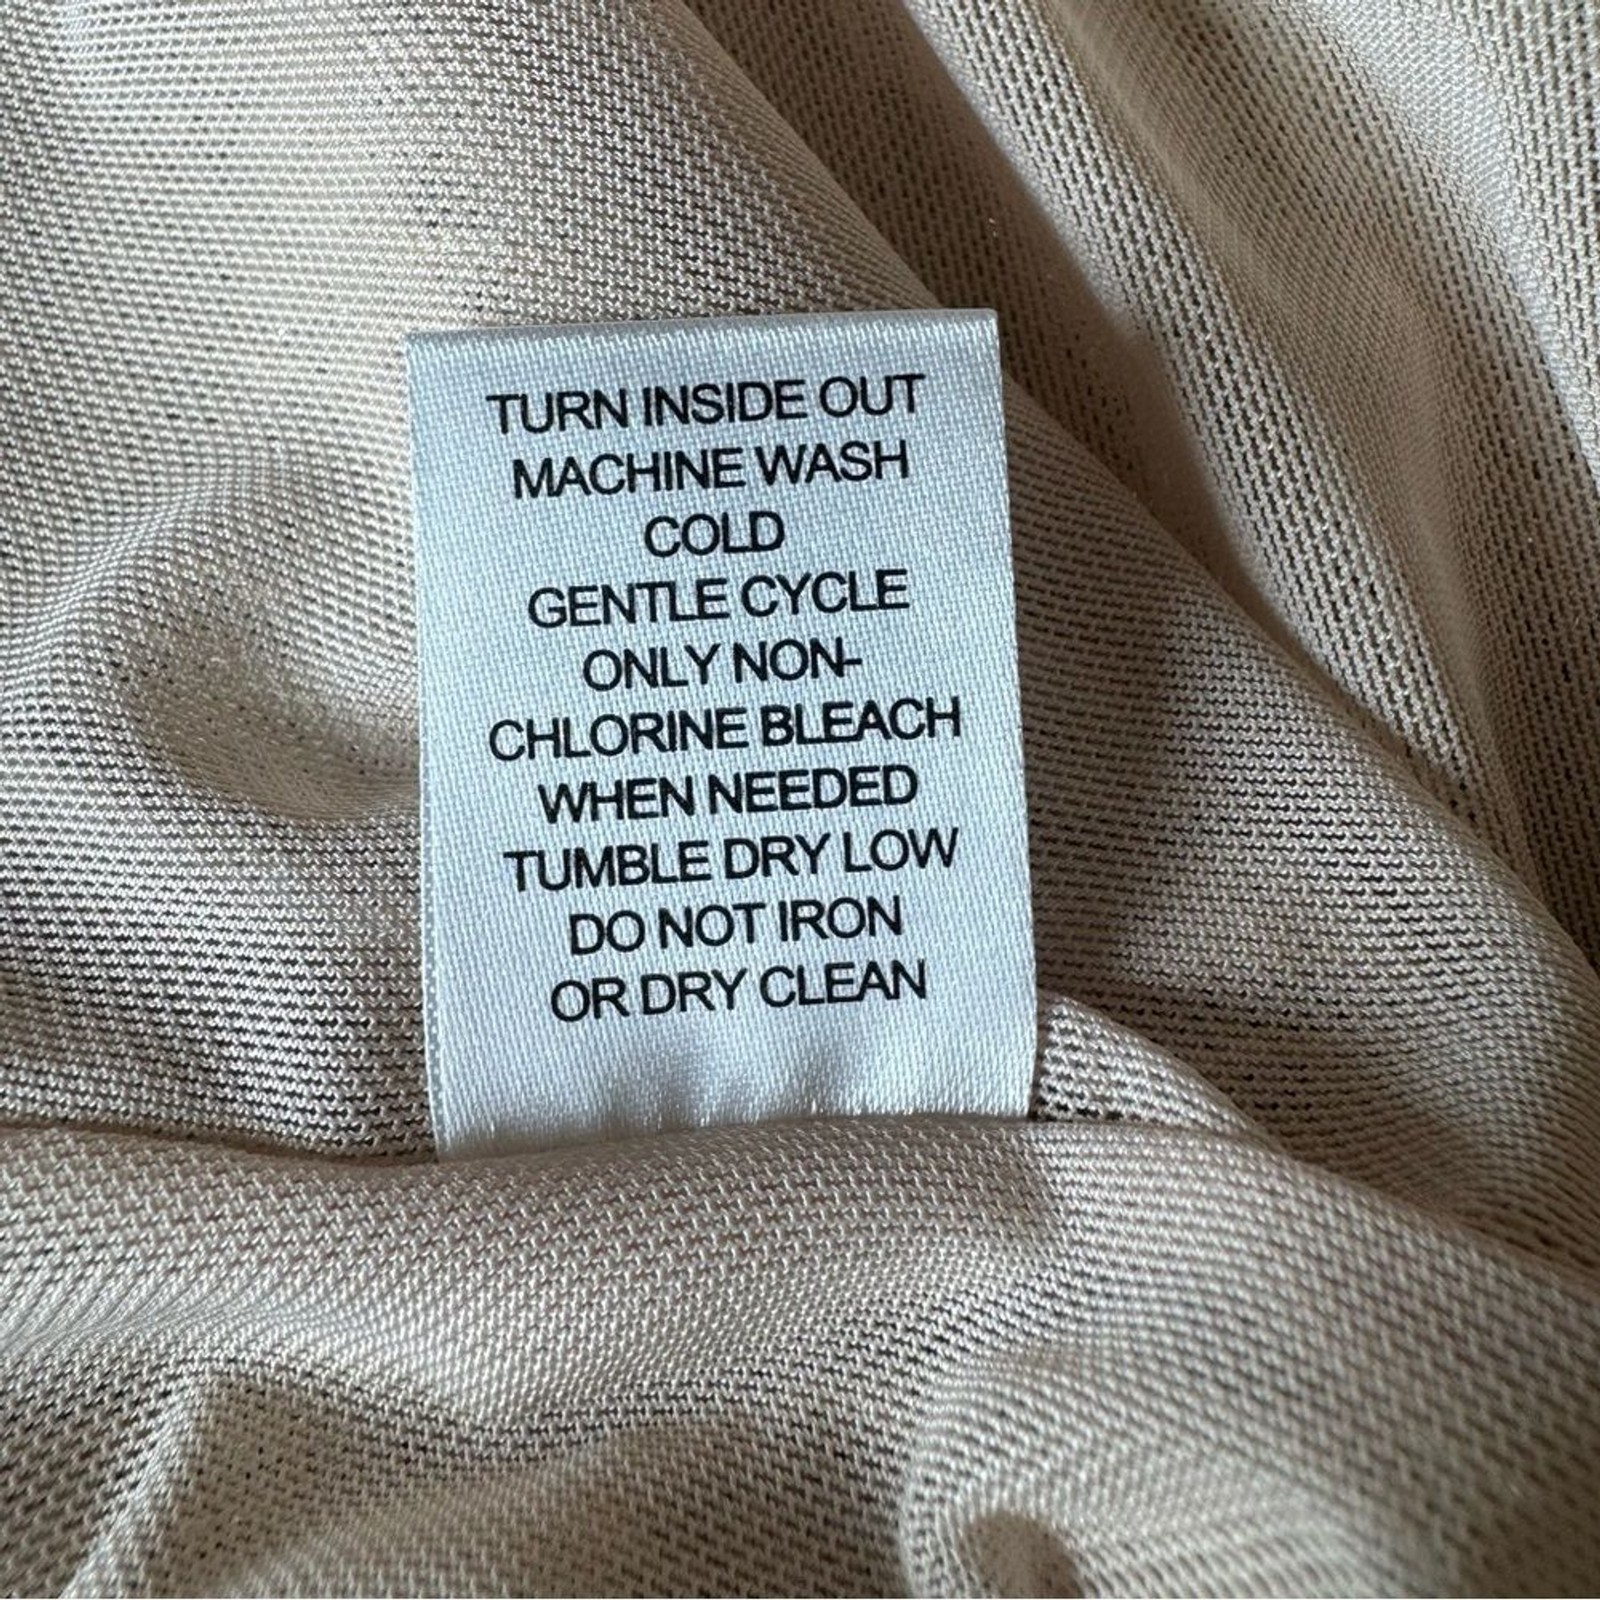 TURN INSIDE OUT
MACHINE WASH
COLD
GENTLE CYCLE
ONLY NON-
CHLORINE BLEACH
WHEN NEEDED
TUMBLE DRY LOW
DO NOT IRON
OR DRY CLEAN